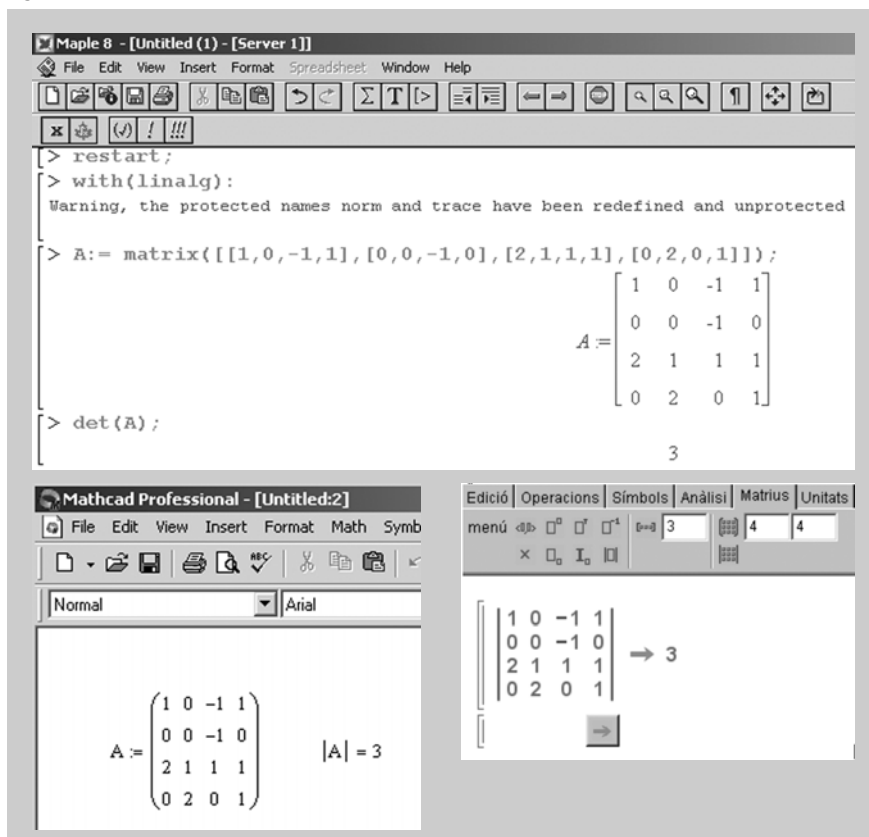 Maple 8 - [Untitled (1) - [Server 1]]
File Edit View Insert Format Spreadsheet Window Help
> restart;
> with(linalg):
Warning, the protected names norm and trace have been redefined and unprotected
> A:= matrix([[1,0,-1,1],[0,0,-1,0],[2,1,1,1],[0,2,0,1]]);
1 0 -1 1
0 0 -1 0
A :=
2 1 1 1
0 2 0 1
> det(A);
3
Mathcad Professional - [Untitled:2]
File Edit View Insert Format Math Symb
Normal Arial
1 0 -1 1
0 0 -1 0
A := |A| = 3
2 1 1 1
0 2 0 1
Edició Operacions Símbols Anàlisi Matrius Unitats
menú 3 4 4
1 0 -1 1
0 0 -1 0
→ 3
2 1 1 1
0 2 0 1
→